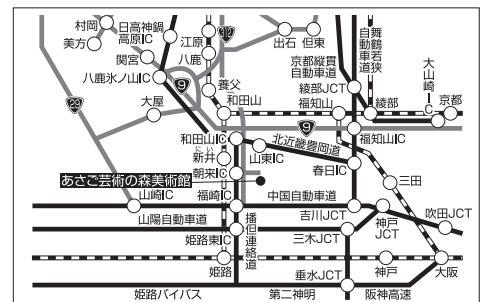 村岡
日高神鍋
高原IC
江原
312
出石
但東
舞鶴若狭
自動車道
美方
関宮
八鹿
京都縦貫
自動車道
大山崎IC
八鹿氷ノ山IC
9
養父
綾部JCT
29
大屋
和田山
福知山
綾部
京都
和田山IC
9
福知山IC
にい
新井
山東IC
北近畿豊岡道
春日IC
朝来IC
三田
あさご芸術の森美術館
山崎IC
福崎IC
中国自動車道
山陽自動車道
吉川JCT
神戸
JCT
吹田JCT
姫路東IC
播但連絡道
三木JCT
姫路
神戸
大阪
垂水JCT
姫路バイパス
第二神明
阪神高速